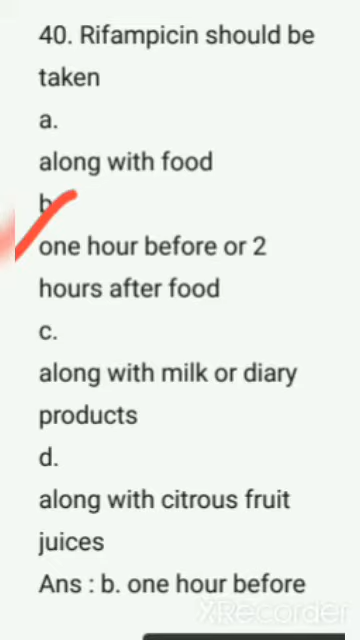 40. Rifampicin should be
taken
a.
along with food
b.
one hour before or 2
hours after food
c.
along with milk or diary
products
d.
along with citrous fruit
juices
Ans : b. one hour before
XRecorder